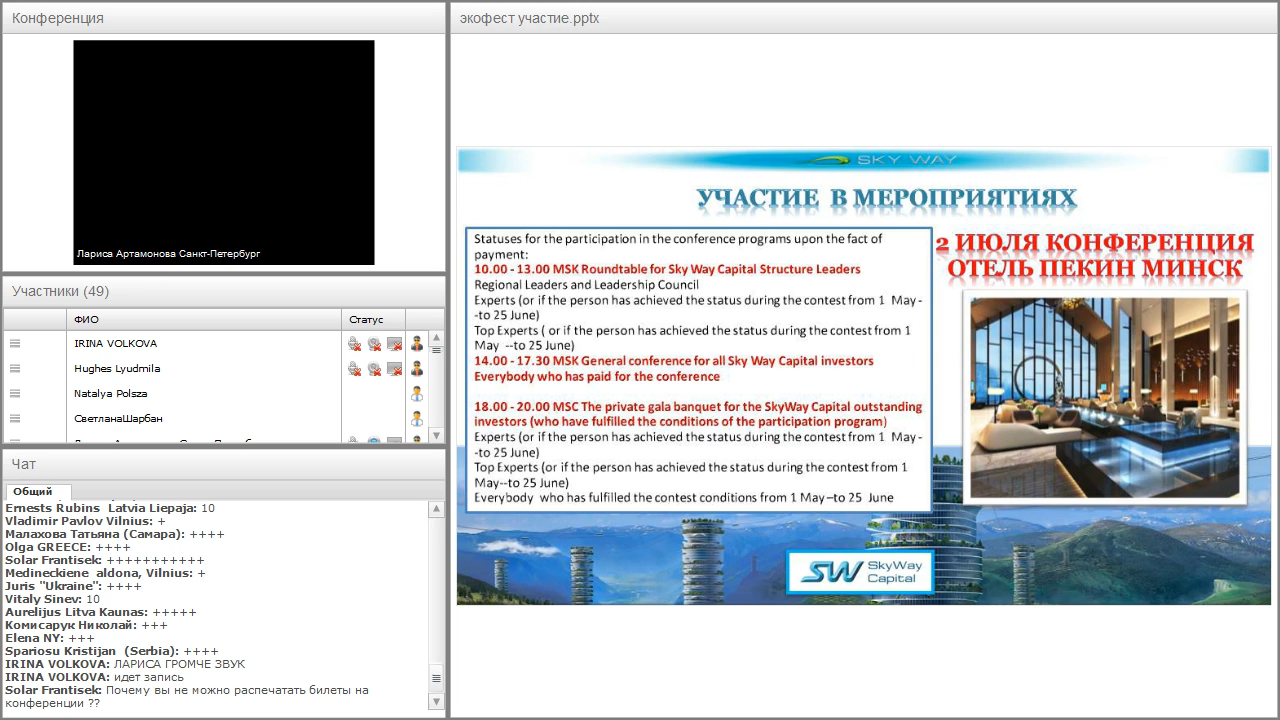 Конференция
Лариса Артамонова Санкт-Петербург
Участники (49)
ФИО
Статус
IRINA VOLKOVA
Hughes Lyudmila
Natalya Polsza
СветланаШарбан
Чат
Общий
Ernests Rubins Latvia Liepaja: 10
Vladimir Pavlov Vilnius: +
Малахова Татьяна (Самара): ++++
Olga GREECE: ++++
Solar Frantisek: +++++++++++
Medineckiene aldona, Vilnius: +
Juris "Ukraine": ++++
Vitaly Sinev: 10
Aurelijus Litva Kaunas: +++++
Комисарук Николай: +++
Elena NY: +++
Spariosu Kristijan (Serbia): ++++
IRINA VOLKOVA: ЛАРИСА ГРОМЧЕ ЗВУК
IRINA VOLKOVA: идет запись
Solar Frantisek: Почему вы не можно распечатать билеты на
конференции ??
экофест участие.pptx
SKY WAY
УЧАСТИЕ В МЕРОПРИЯТИЯХ
Statuses for the participation in the conference programs upon the fact of
payment:
10.00 - 13.00 MSK Roundtable for Sky Way Capital Structure Leaders
Regional Leaders and Leadership Council
Experts (or if the person has achieved the status during the contest from 1 May -
-to 25 June)
Top Experts ( or if the person has achieved the status during the contest from 1
May --to 25 June)
14.00 - 17.30 MSK General conference for all Sky Way Capital investors
Everybody who has paid for the conference
18.00 - 20.00 MSC The private gala banquet for the SkyWay Capital outstanding
investors (who have fulfilled the conditions of the participation program)
Experts (or if the person has achieved the status during the contest from 1 May -
-to 25 June)
Top Experts (or if the person has achieved the status during the contest from 1
May--to 25 June)
Everybody who has fulfilled the contest conditions from 1 May –to 25 June
2 ИЮЛЯ КОНФЕРЕНЦИЯ
ОТЕЛЬ ПЕКИН МИНСК
SW SkyWay
Capital